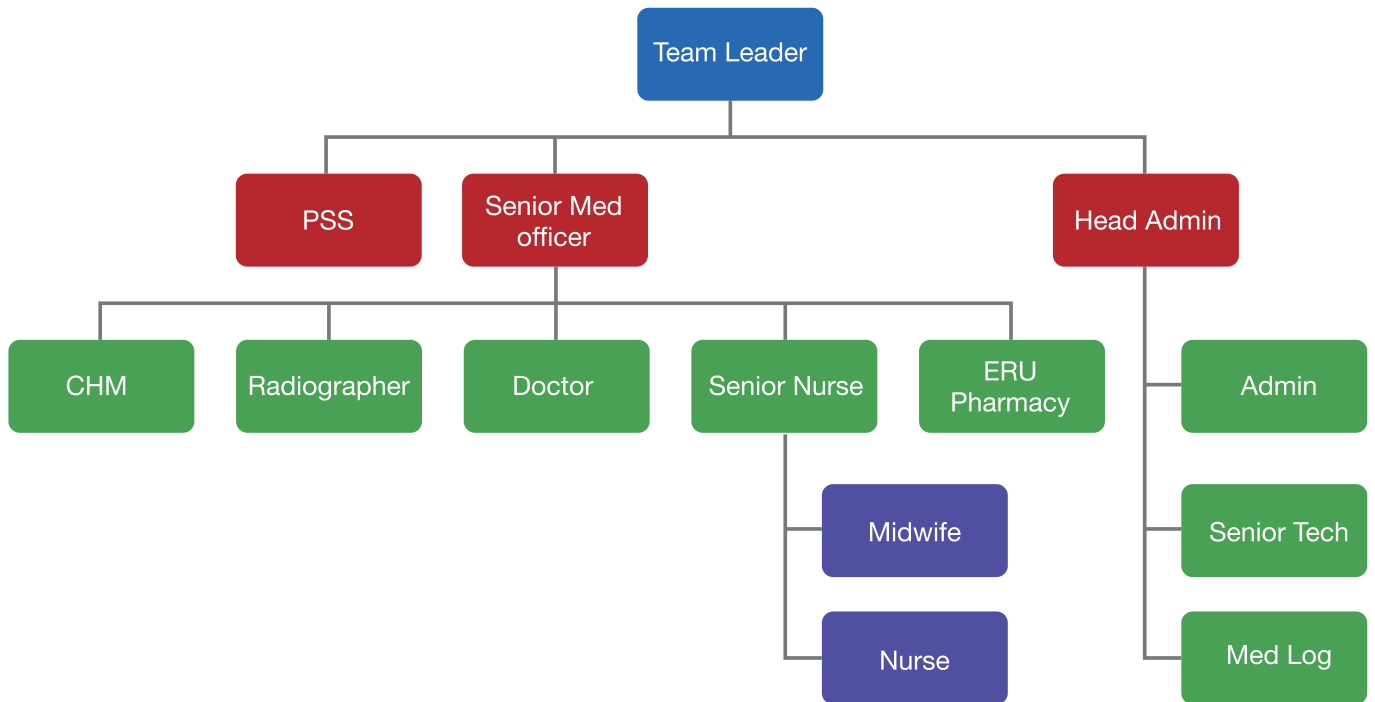 Team Leader
PSS
Senior Med
officer
Head Admin
CHM
Radiographer
Doctor
Senior Nurse
ERU
Pharmacy
Admin
Midwife
Senior Tech
Nurse
Med Log